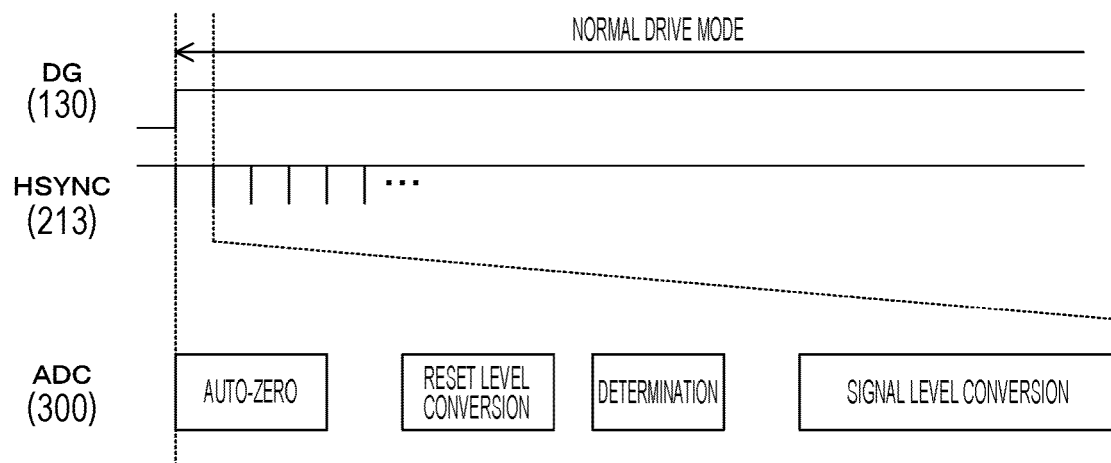 NORMAL DRIVE MODE
DG
(130)
HSYNC
(213)
...
ADC
(300)
AUTO-ZERO
RESET LEVEL
CONVERSION
DETERMINATION
SIGNAL LEVEL CONVERSION